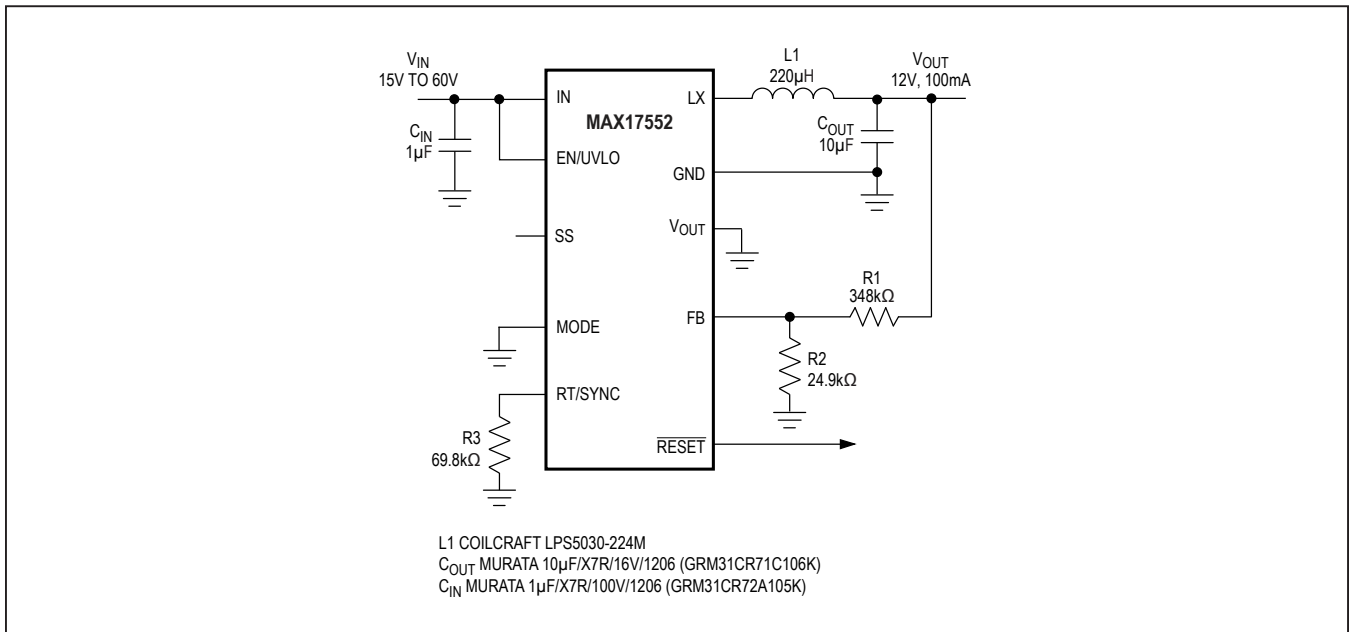 VIN
15V TO 60V
CIN
1µF
IN
EN/UVLO
SS
MODE
RT/SYNC
R3
69.8kΩ
MAX17552
LX
GND
VOUT
FB
RESET
L1
220µH
VOUT
12V, 100mA
COUT
10µF
R1
348kΩ
R2
24.9kΩ
L1 COILCRAFT LPS5030-224M
COUT MURATA 10µF/X7R/16V/1206 (GRM31CR71C106K)
CIN MURATA 1µF/X7R/100V/1206 (GRM31CR72A105K)